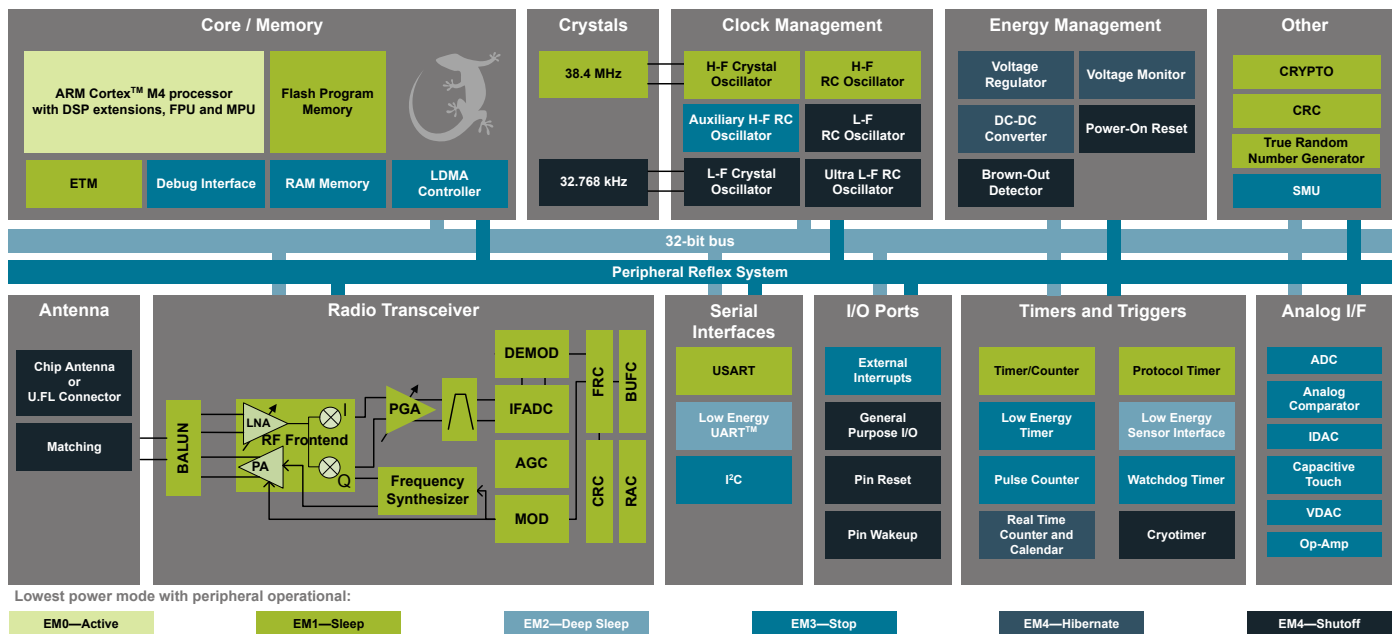 Core / Memory
ARM Cortex™ M4 processor
with DSP extensions, FPU and MPU
Flash Program
Memory
ETM
Debug Interface
RAM Memory
LDMA
Controller
Crystals
38.4 MHz
32.768 kHz
Clock Management
H-F Crystal
Oscillator
H-F
RC Oscillator
Auxiliary H-F RC
Oscillator
L-F
RC Oscillator
L-F Crystal
Oscillator
Ultra L-F RC
Oscillator
Energy Management
Voltage
Regulator
Voltage Monitor
DC-DC
Converter
Power-On Reset
Brown-Out
Detector
Other
CRYPTO
CRC
True Random
Number Generator
SMU
32-bit bus
Peripheral Reflex System
Antenna
Chip Antenna
or
U.FL Connector
Matching
Radio Transceiver
BALUN
LNA
RF Frontend
PA
I
Q
PGA
Frequency
Synthesizer
DEMOD
IFADC
AGC
MOD
FRC
BUFC
CRC
RAC
Serial
Interfaces
USART
Low Energy
UART™
I²C
I/O Ports
External
Interrupts
General
Purpose I/O
Pin Reset
Pin Wakeup
Timers and Triggers
Timer/Counter
Protocol Timer
Low Energy
Timer
Low Energy
Sensor Interface
Pulse Counter
Watchdog Timer
Real Time
Counter and
Calendar
Cryotimer
Analog I/F
ADC
Analog
Comparator
IDAC
Capacitive
Touch
VDAC
Op-Amp
Lowest power mode with peripheral operational:
EM0—Active
EM1—Sleep
EM2—Deep Sleep
EM3—Stop
EM4—Hibernate
EM4—Shutoff